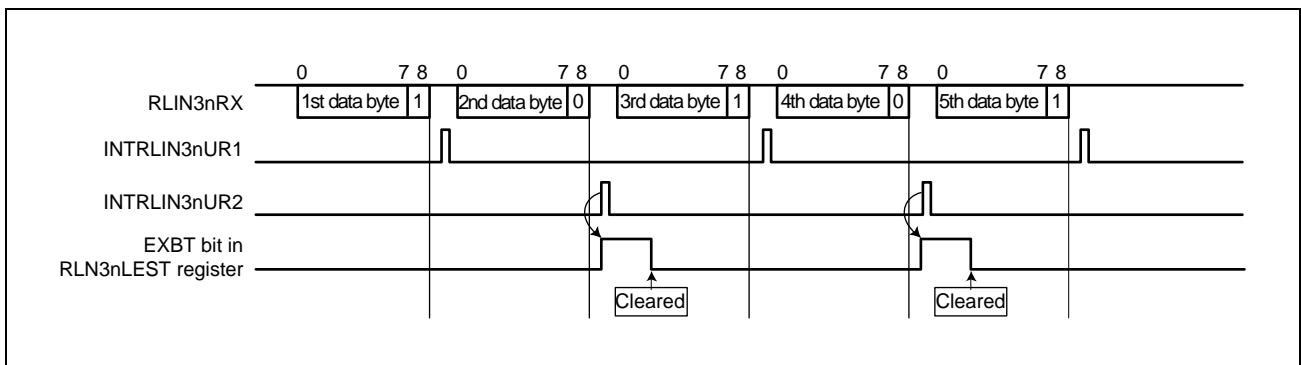 0 7 8 0 7 8 0 7 8 0 7 8 0 7 8
RLIN3nRX 1st data byte 1 2nd data byte 0 3rd data byte 1 4th data byte 0 5th data byte 1
INTRLIN3nUR1
INTRLIN3nUR2
EXBT bit in
RLN3nLEST register
Cleared Cleared